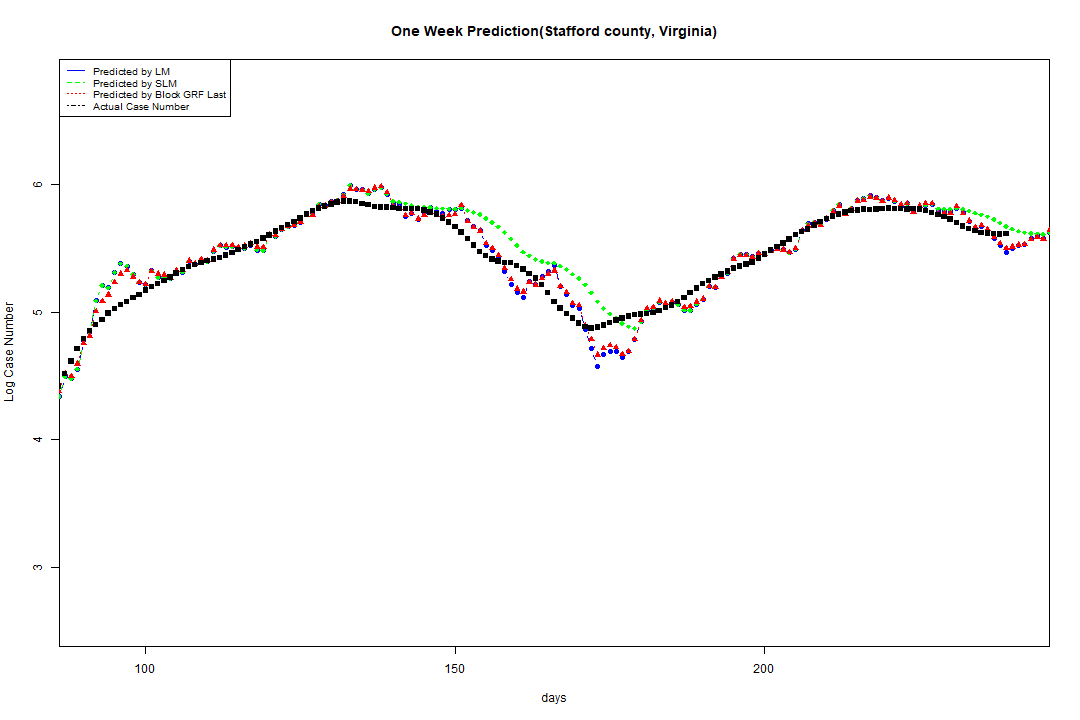 One Week Prediction(Stafford county, Virginia)
Predicted by LM
Predicted by SLM
Predicted by Block GRF Last
Actual Case Number
6
5
4
3
Log Case Number
100 150 200
days